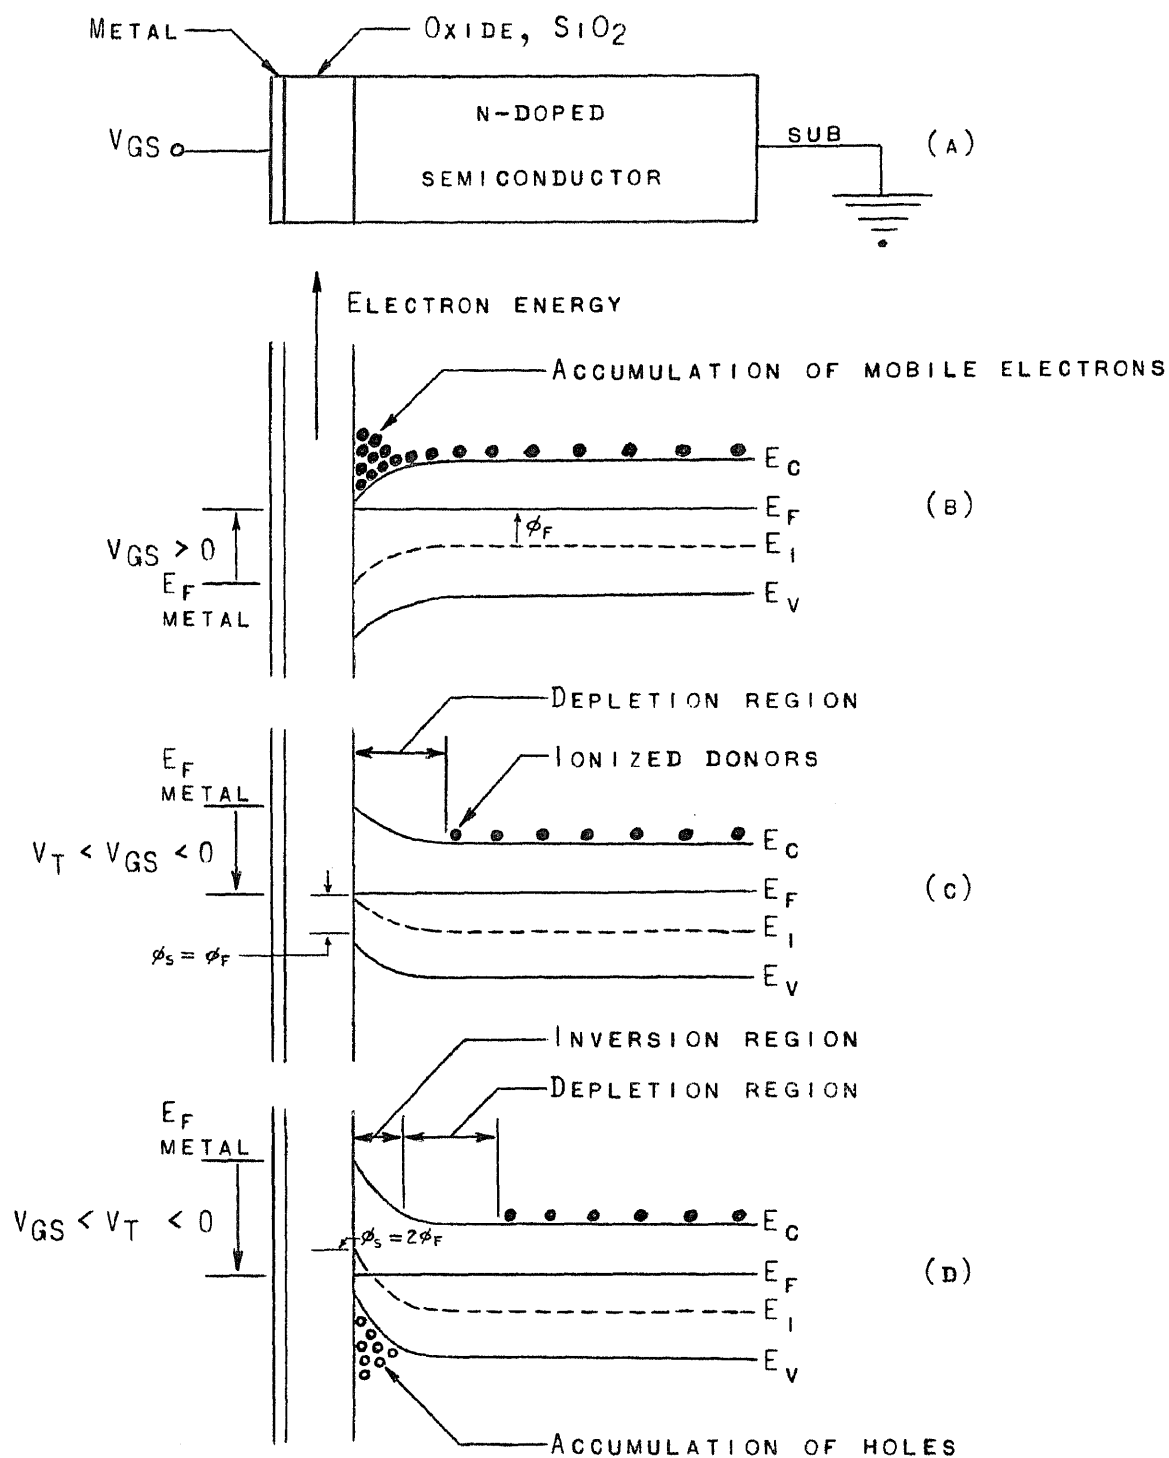 METAL
OXIDE, SiO2
N-DOPED
SEMICONDUCTOR
VGS
SUB
(A)
ELECTRON ENERGY
ACCUMULATION OF MOBILE ELECTRONS
EC
EF
(B)
ϕF
EI
VGS > 0
EF
METAL
EV
DEPLETION REGION
IONIZED DONORS
EF
METAL
EC
VT < VGS < 0
EF
(C)
EI
ϕS = ϕF
EV
INVERSION REGION
DEPLETION REGION
EF
METAL
EC
VGS < VT < 0
ϕS = 2ϕF
EF
(D)
EI
EV
ACCUMULATION OF HOLES